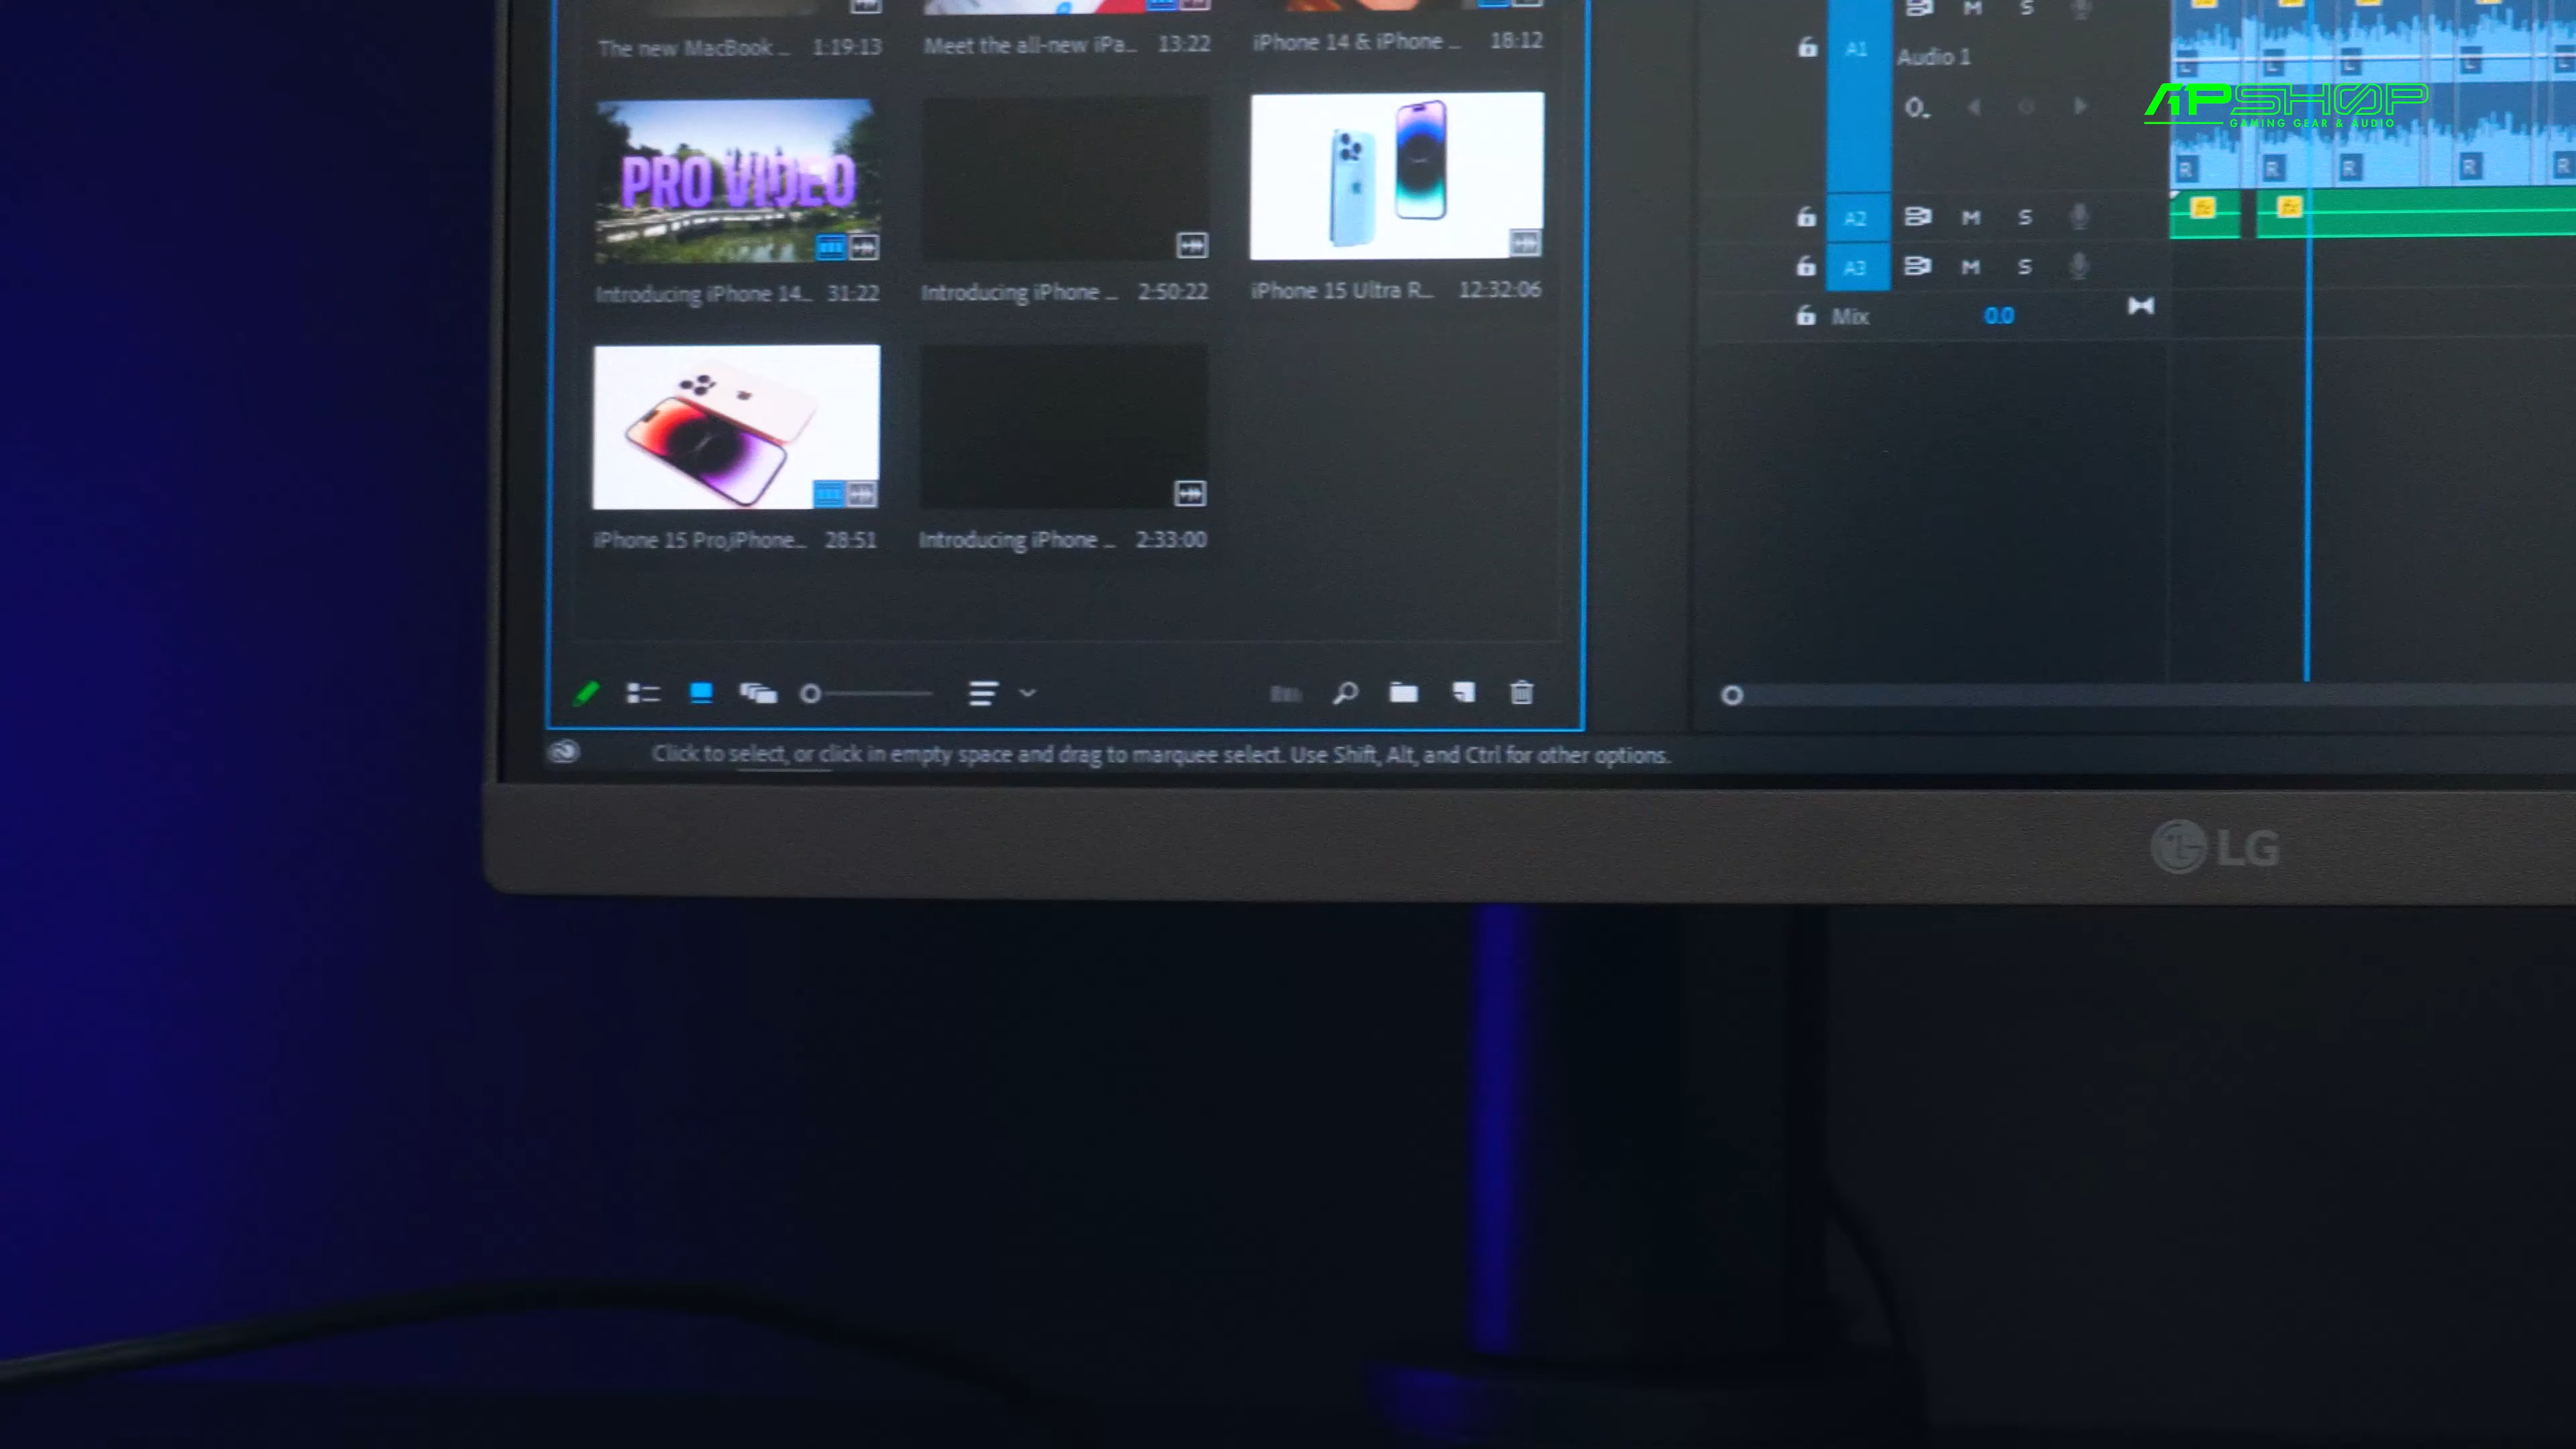 The new MacBook ... 1:19:13
Meet the all-new iPa... 13:22
iPhone 14 & iPhone ... 18:12
PRO VIDEO
Introducing iPhone 14... 31:22
Introducing iPhone ... 2:50:22
iPhone 15 Ultra R... 12:32:06
iPhone 15 Pro,iPhone... 28:51
Introducing iPhone ... 2:33:00
Click to select, or click in empty space and drag to marquee select. Use Shift, Alt, and Ctrl for other options.
A1 M S
Audio 1
L L L L L
R R R R R
A2 M S fx fx
A3 M S
Mix 0.0
APSHOP
GAMING GEAR & AUDIO
LG